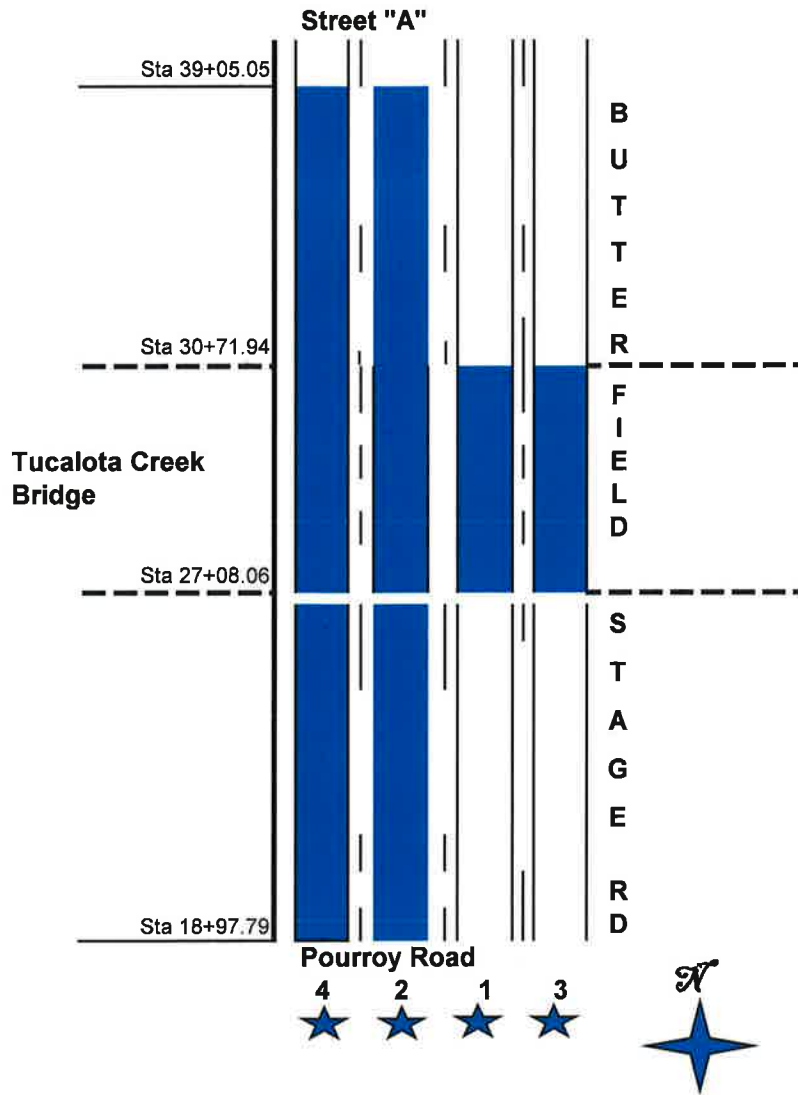 Street "A"
Sta 39+05.05
B
U
T
T
E
R
Sta 30+71.94
F
I
E
L
D
Tucalota Creek
Bridge
Sta 27+08.06
S
T
A
G
E
R
D
Sta 18+97.79
Pourroy Road
4 2 1 3
N